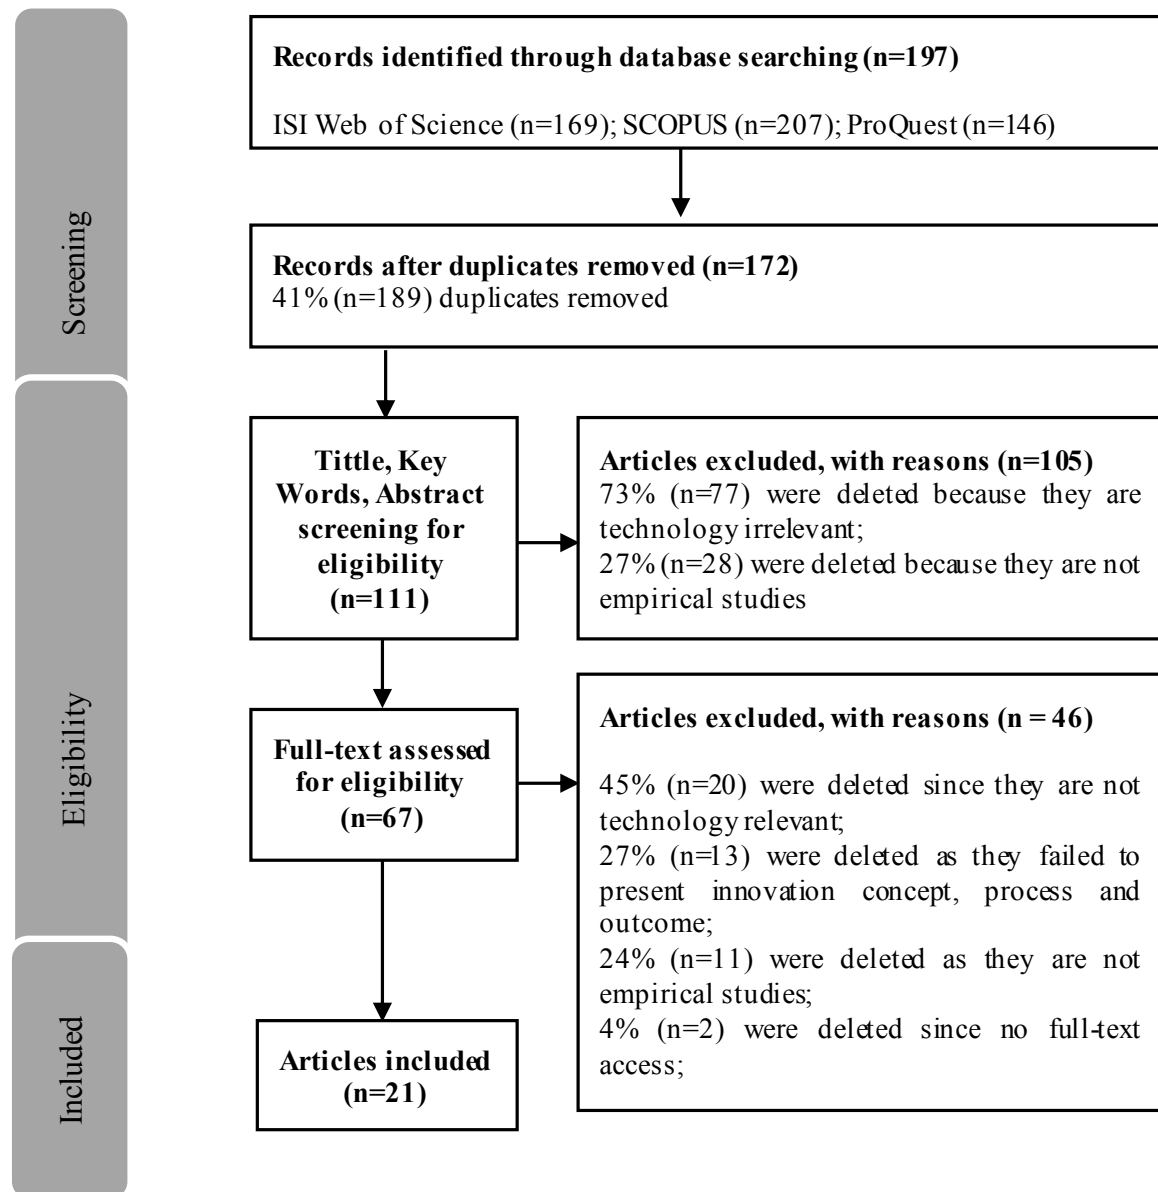 Screening
Records identified through database searching (n=197)
ISI Web of Science (n=169); SCOPUS (n=207); ProQuest (n=146)
Records after duplicates removed (n=172)
41% (n=189) duplicates removed
Eligibility
Tittle, Key
Words, Abstract
screening for
eligibility
(n=111)
Articles excluded, with reasons (n=105)
73% (n=77) were deleted because they are
technology irrelevant;
27% (n=28) were deleted because they are not
empirical studies
Full-text assessed
for eligibility
(n=67)
Articles excluded, with reasons (n = 46)
45% (n=20) were deleted since they are not
technology relevant;
27% (n=13) were deleted as they failed to
present innovation concept, process and
outcome;
24% (n=11) were deleted as they are not
empirical studies;
4% (n=2) were deleted since no full-text
access;
Included
Articles included
(n=21)